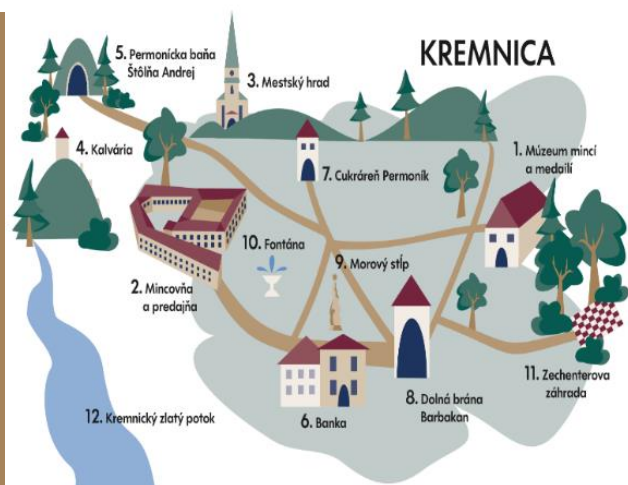 KREMNICA
5. Permonícka baňa
Štôlňa Andrej
3. Mestský hrad
4. Kalvária
1. Múzeum mincí
a medailí
7. Cukráreň Permoník
10. Fontána
9. Morový stĺp
2. Mincovňa
a predajňa
12. Kremnický zlatý potok
6. Banka
8. Dolná brána
Barbakan
11. Zechenterova
záhrada